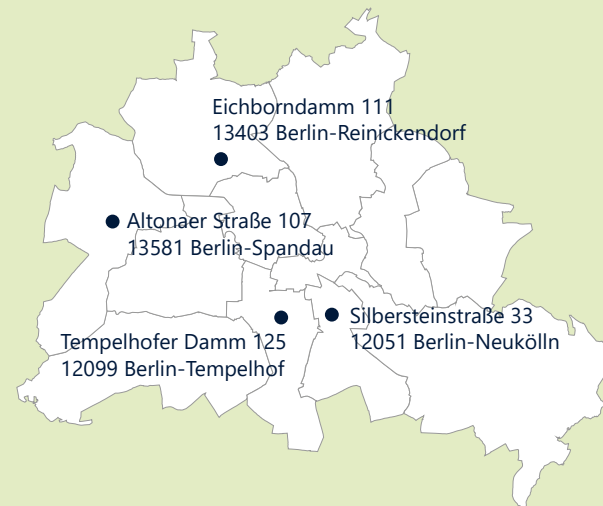 Eichborndamm 111
13403 Berlin-Reinickendorf
Altonaer Straße 107
13581 Berlin-Spandau
Silbersteinstraße 33
12051 Berlin-Neukölln
Tempelhofer Damm 125
12099 Berlin-Tempelhof